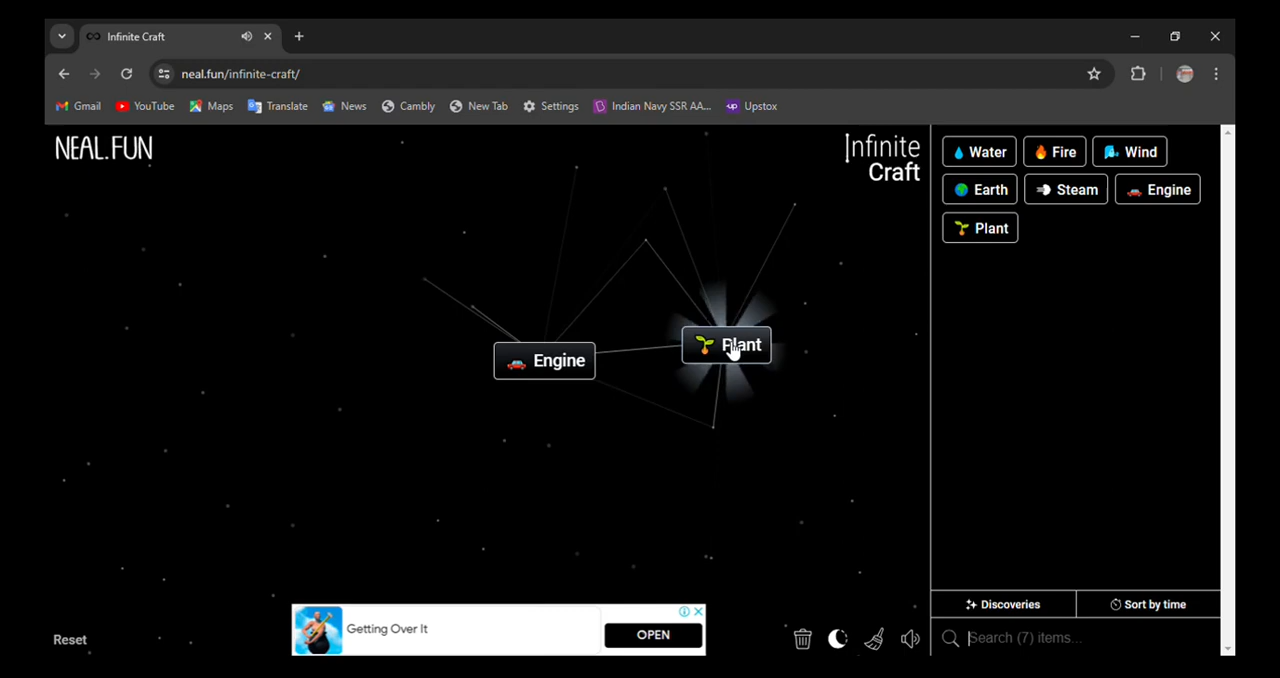 Infinite Craft
neal.fun/infinite-craft/
Gmail YouTube Maps Translate News Cambly New Tab Settings Indian Navy SSR AA... Upstox
NEAL.FUN
Infinite
Craft
Water Fire Wind
Earth Steam Engine
Plant
Plant
Engine
Getting Over It
OPEN
Discoveries Sort by time
Reset
Search (7) items...